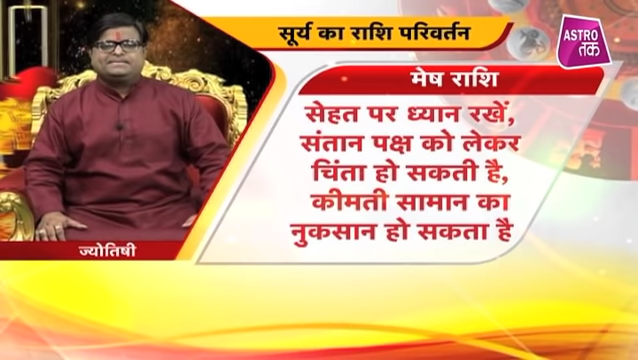 सूर्य का राशि परिवर्तन
ASTRO
तक
मेष राशि
सेहत पर ध्यान रखें,
संतान पक्ष को लेकर
चिंता हो सकती है,
कीमती सामान का
नुकसान हो सकता है
ज्योतिषी